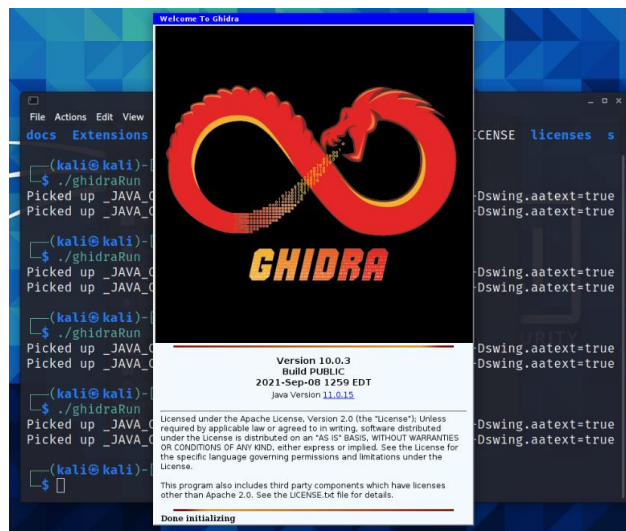 Welcome To Ghidra
File Actions Edit View
docs Extensions
CENSE licenses s
(kali㉿kali)-[
$ ./ghidraRun
Picked up _JAVA_O -Dswing.aatext=true
Picked up _JAVA_O -Dswing.aatext=true
(kali㉿kali)-[
$ ./ghidraRun
Picked up _JAVA_O -Dswing.aatext=true
Picked up _JAVA_O -Dswing.aatext=true
(kali㉿kali)-[
$ ./ghidraRun
Picked up _JAVA_O -Dswing.aatext=true
Picked up _JAVA_O -Dswing.aatext=true
(kali㉿kali)-[
$ ./ghidraRun
Picked up _JAVA_O -Dswing.aatext=true
Picked up _JAVA_O -Dswing.aatext=true
(kali㉿kali)-[
$
GHIDRA
Version 10.0.3
Build PUBLIC
2021-Sep-08 1259 EDT
Java Version 11.0.15
Licensed under the Apache License, Version 2.0 (the "License"); Unless
required by applicable law or agreed to in writing, software distributed
under the License is distributed on an "AS IS" BASIS, WITHOUT WARRANTIES
OR CONDITIONS OF ANY KIND, either express or implied. See the License for
the specific language governing permissions and limitations under the
License.
This program also includes third party components which have licenses
other than Apache 2.0. See the LICENSE.txt file for details.
Done initializing